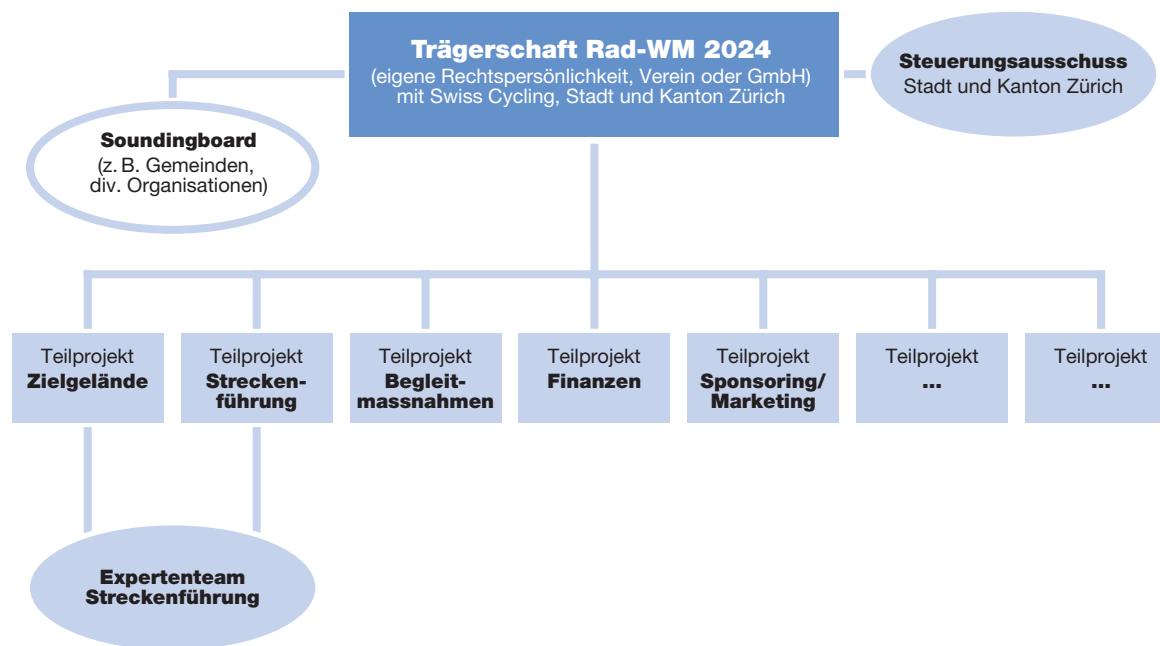 Trägerschaft Rad-WM 2024
(eigene Rechtspersönlichkeit, Verein oder GmbH)
mit Swiss Cycling, Stadt und Kanton Zürich
Steuerungsausschuss
Stadt und Kanton Zürich
Soundingboard
(z. B. Gemeinden,
div. Organisationen)
Teilprojekt
Zielgelände
Teilprojekt
Strecken-
führung
Teilprojekt
Begleit-
massnahmen
Teilprojekt
Finanzen
Teilprojekt
Sponsoring/
Marketing
Teilprojekt
...
Teilprojekt
...
Expertenteam
Streckenführung